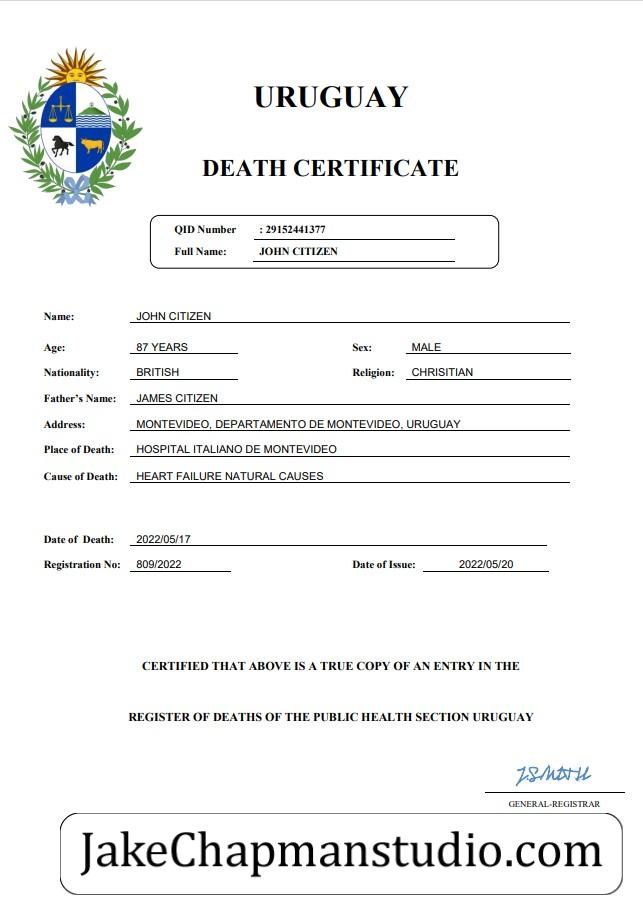 URUGUAY
DEATH CERTIFICATE
QID Number : 29152441377
Full Name: JOHN CITIZEN
Name: JOHN CITIZEN
Age: 87 YEARS Sex: MALE
Nationality: BRITISH Religion: CHRISITIAN
Father’s Name: JAMES CITIZEN
Address: MONTEVIDEO, DEPARTAMENTO DE MONTEVIDEO, URUGUAY
Place of Death: HOSPITAL ITALIANO DE MONTEVIDEO
Cause of Death: HEART FAILURE NATURAL CAUSES
Date of Death: 2022/05/17
Registration No: 809/2022 Date of Issue: 2022/05/20
CERTIFIED THAT ABOVE IS A TRUE COPY OF AN ENTRY IN THE
REGISTER OF DEATHS OF THE PUBLIC HEALTH SECTION URUGUAY
GENERAL-REGISTRAR
JakeChapmanstudio.com